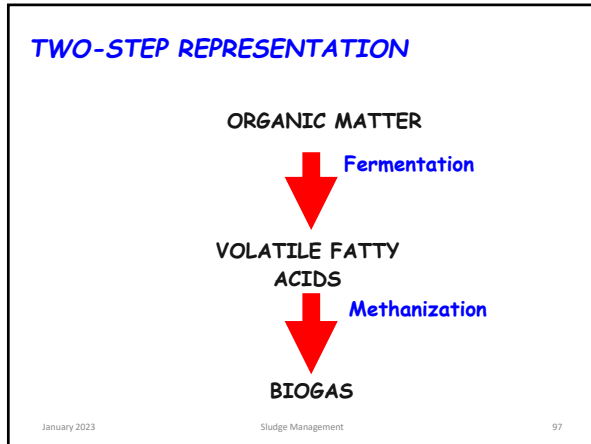 TWO-STEP REPRESENTATION
ORGANIC MATTER
Fermentation
VOLATILE FATTY
ACIDS
Methanization
BIOGAS
January 2023
Sludge Management
97